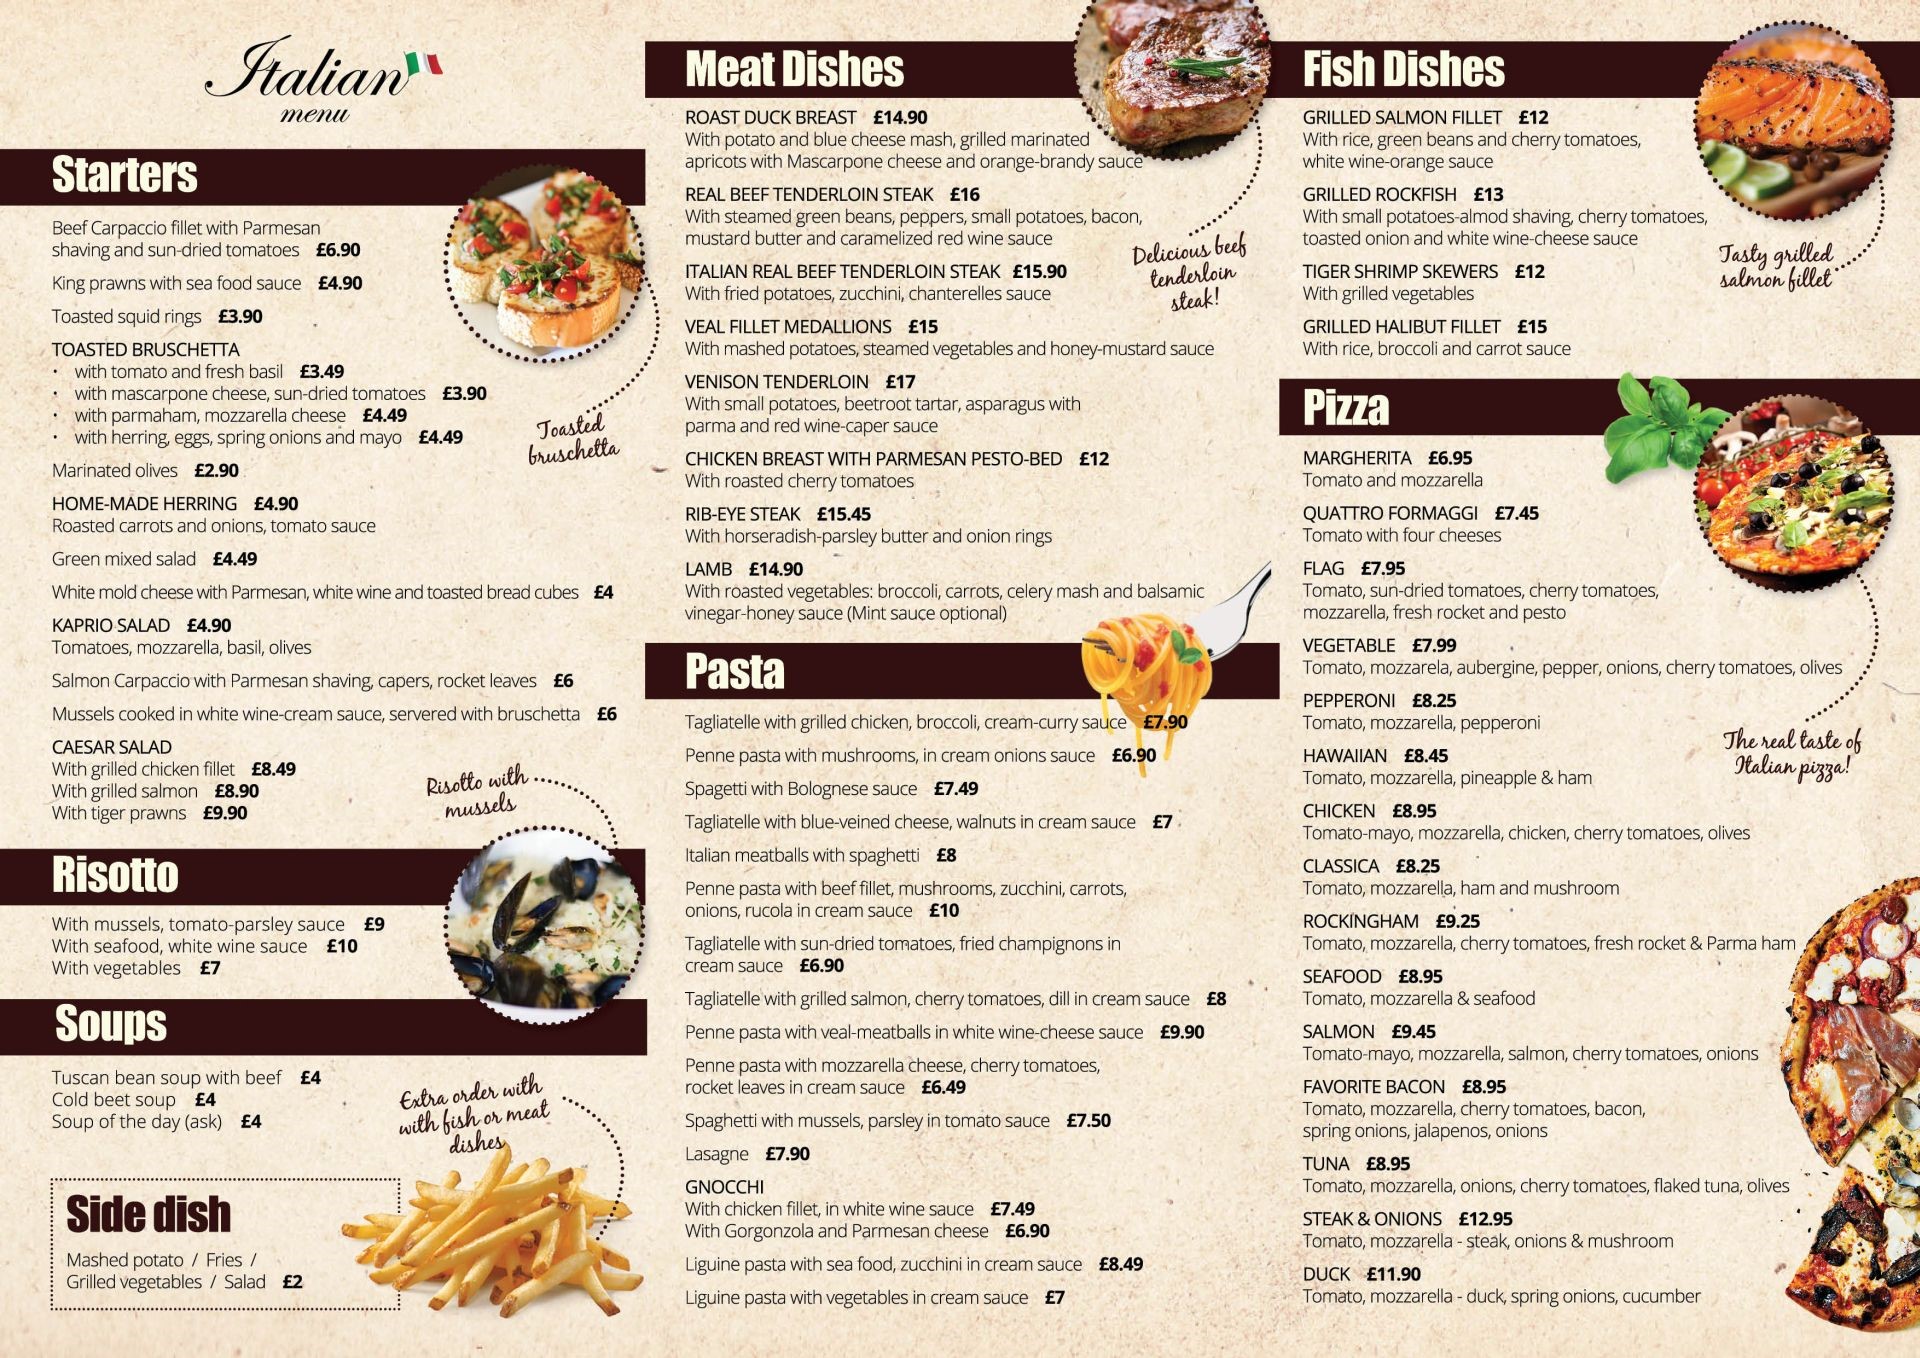 Italian
menu
Starters
Beef Carpaccio fillet with Parmesan
shaving and sun-dried tomatoes £6.90
King prawns with sea food sauce £4.90
Toasted squid rings £3.90
TOASTED BRUSCHETTA
• with tomato and fresh basil £3.49
• with mascarpone cheese, sun-dried tomatoes £3.90
• with parmaham, mozzarella cheese £4.49
• with herring, eggs, spring onions and mayo £4.49
Toasted
bruschetta
Marinated olives £2.90
HOME-MADE HERRING £4.90
Roasted carrots and onions, tomato sauce
Green mixed salad £4.49
White mold cheese with Parmesan, white wine and toasted bread cubes £4
KAPRIO SALAD £4.90
Tomatoes, mozzarella, basil, olives
Salmon Carpaccio with Parmesan shaving, capers, rocket leaves £6
Mussels cooked in white wine-cream sauce, servered with bruschetta £6
CAESAR SALAD
With grilled chicken fillet £8.49
With grilled salmon £8.90
With tiger prawns £9.90
Risotto with
mussels
Risotto
With mussels, tomato-parsley sauce £9
With seafood, white wine sauce £10
With vegetables £7
Soups
Tuscan bean soup with beef £4
Cold beet soup £4
Soup of the day (ask) £4
Extra order with
with fish or meat
dishes
Side dish
Mashed potato / Fries /
Grilled vegetables / Salad £2
Meat Dishes
ROAST DUCK BREAST £14.90
With potato and blue cheese mash, grilled marinated
apricots with Mascarpone cheese and orange-brandy sauce
REAL BEEF TENDERLOIN STEAK £16
With steamed green beans, peppers, small potatoes, bacon,
mustard butter and caramelized red wine sauce
Delicious beef
tenderloin
steak!
ITALIAN REAL BEEF TENDERLOIN STEAK £15.90
With fried potatoes, zucchini, chanterelles sauce
VEAL FILLET MEDALLIONS £15
With mashed potatoes, steamed vegetables and honey-mustard sauce
VENISON TENDERLOIN £17
With small potatoes, beetroot tartar, asparagus with
parma and red wine-caper sauce
CHICKEN BREAST WITH PARMESAN PESTO-BED £12
With roasted cherry tomatoes
RIB-EYE STEAK £15.45
With horseradish-parsley butter and onion rings
LAMB £14.90
With roasted vegetables: broccoli, carrots, celery mash and balsamic
vinegar-honey sauce (Mint sauce optional)
Pasta
Tagliatelle with grilled chicken, broccoli, cream-curry sauce £7.90
Penne pasta with mushrooms, in cream onions sauce £6.90
Spagetti with Bolognese sauce £7.49
Tagliatelle with blue-veined cheese, walnuts in cream sauce £7
Italian meatballs with spaghetti £8
Penne pasta with beef fillet, mushrooms, zucchini, carrots,
onions, rucola in cream sauce £10
Tagliatelle with sun-dried tomatoes, fried champignons in
cream sauce £6.90
Tagliatelle with grilled salmon, cherry tomatoes, dill in cream sauce £8
Penne pasta with veal-meatballs in white wine-cheese sauce £9.90
Penne pasta with mozzarella cheese, cherry tomatoes,
rocket leaves in cream sauce £6.49
Spaghetti with mussels, parsley in tomato sauce £7.50
Lasagne £7.90
GNOCCHI
With chicken fillet, in white wine sauce £7.49
With Gorgonzola and Parmesan cheese £6.90
Liguine pasta with sea food, zucchini in cream sauce £8.49
Liguine pasta with vegetables in cream sauce £7
Fish Dishes
GRILLED SALMON FILLET £12
With rice, green beans and cherry tomatoes,
white wine-orange sauce
GRILLED ROCKFISH £13
With small potatoes-almod shaving, cherry tomatoes,
toasted onion and white wine-cheese sauce
Tasty grilled
salmon fillet
TIGER SHRIMP SKEWERS £12
With grilled vegetables
GRILLED HALIBUT FILLET £15
With rice, broccoli and carrot sauce
Pizza
MARGHERITA £6.95
Tomato and mozzarella
QUATTRO FORMAGGI £7.45
Tomato with four cheeses
FLAG £7.95
Tomato, sun-dried tomatoes, cherry tomatoes,
mozzarella, fresh rocket and pesto
VEGETABLE £7.99
Tomato, mozzarela, aubergine, pepper, onions, cherry tomatoes, olives
PEPPERONI £8.25
Tomato, mozzarella, pepperoni
The real taste of
Italian pizza!
HAWAIIAN £8.45
Tomato, mozzarella, pineapple & ham
CHICKEN £8.95
Tomato-mayo, mozzarella, chicken, cherry tomatoes, olives
CLASSICA £8.25
Tomato, mozzarella, ham and mushroom
ROCKINGHAM £9.25
Tomato, mozzarella, cherry tomatoes, fresh rocket & Parma ham
SEAFOOD £8.95
Tomato, mozzarella & seafood
SALMON £9.45
Tomato-mayo, mozzarella, salmon, cherry tomatoes, onions
FAVORITE BACON £8.95
Tomato, mozzarella, cherry tomatoes, bacon,
spring onions, jalapenos, onions
TUNA £8.95
Tomato, mozzarella, onions, cherry tomatoes, flaked tuna, olives
STEAK & ONIONS £12.95
Tomato, mozzarella - steak, onions & mushroom
DUCK £11.90
Tomato, mozzarella - duck, spring onions, cucumber